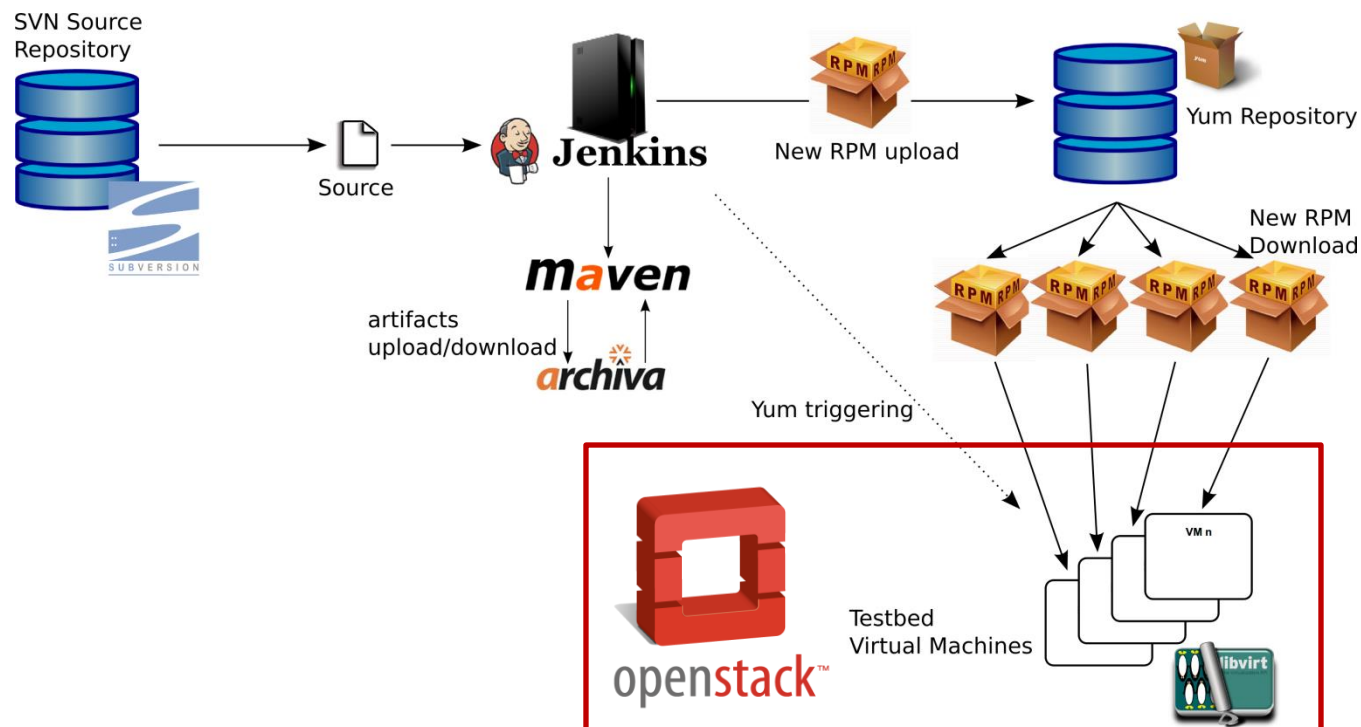 SVN Source
Repository
SUBVERSION
Source
Jenkins
RPM RPM
New RPM upload
Yum Repository
New RPM
Download
RPM RPM
RPM RPM
RPM RPM
RPM RPM
maven
artifacts
upload/download
archiva
Yum triggering
VM n
Testbed
Virtual Machines
openstack™
libvirt